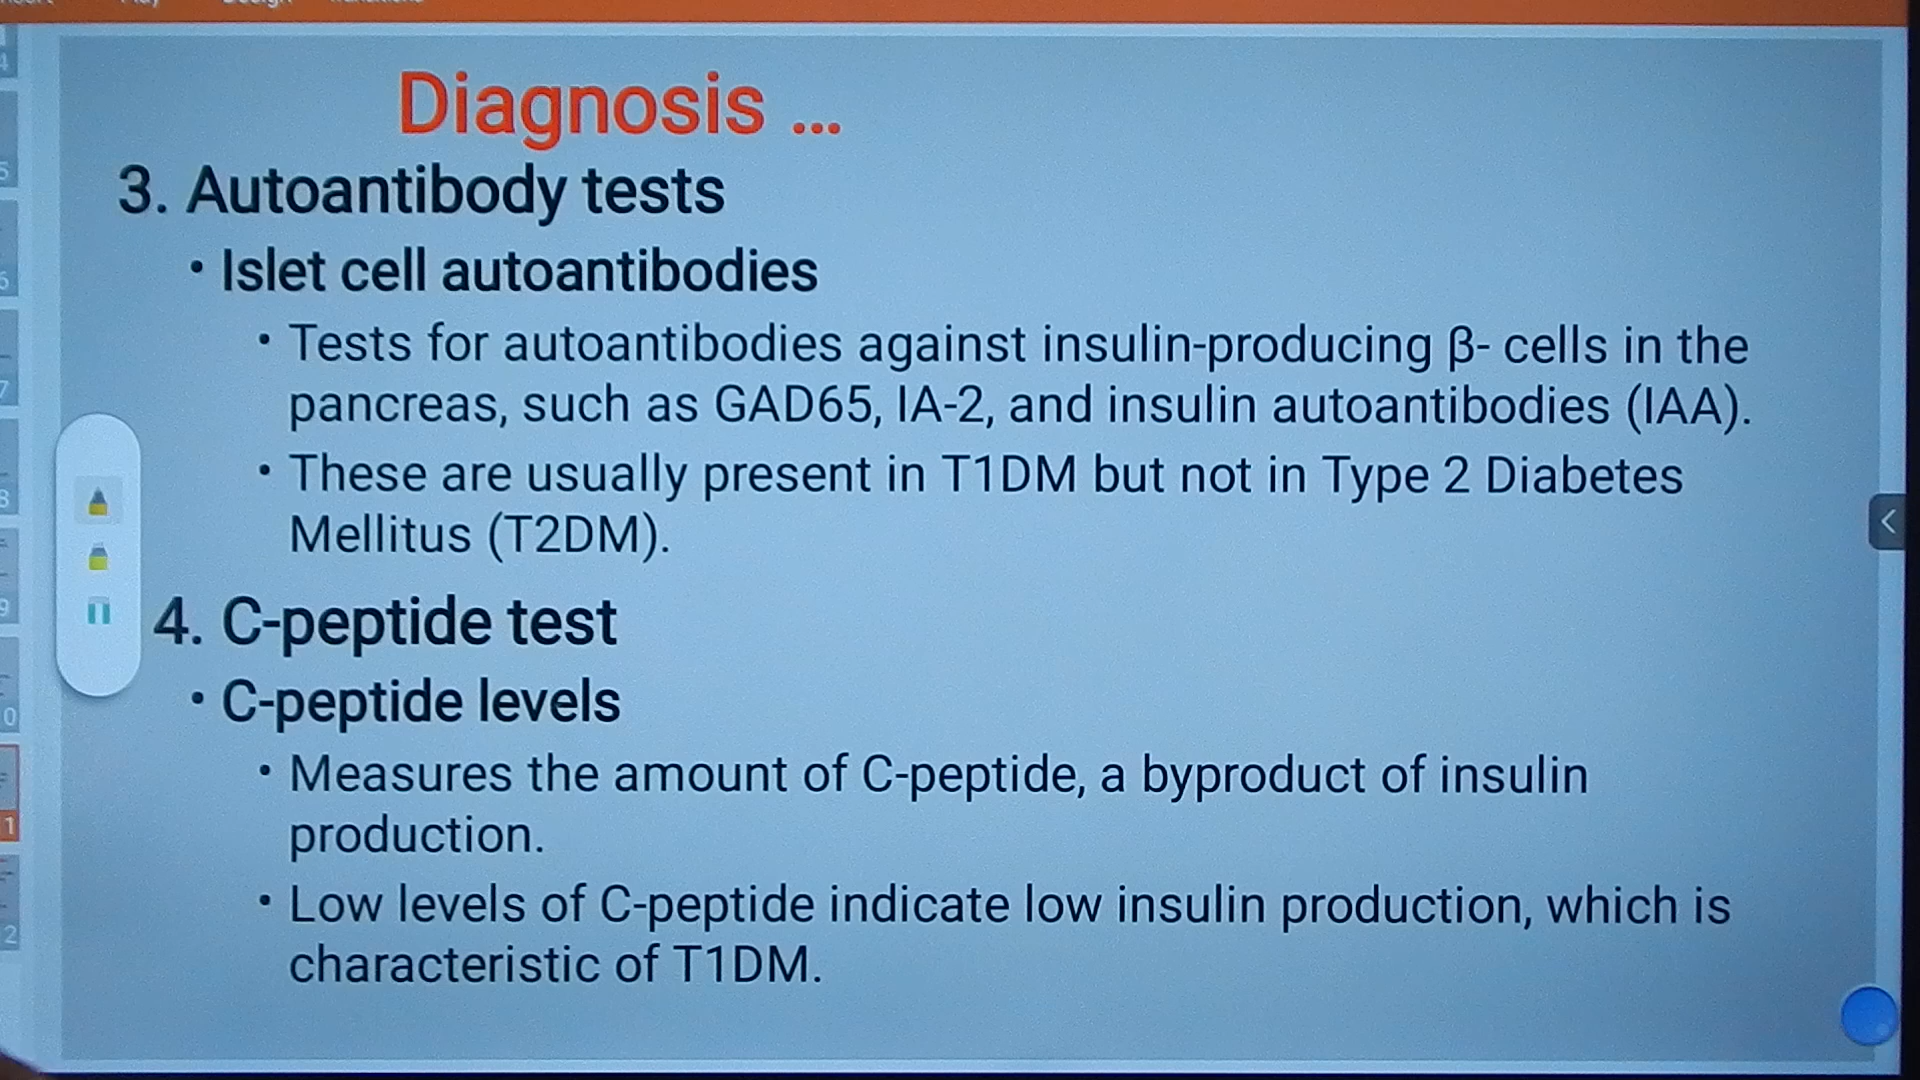 Diagnosis ...
3. Autoantibody tests
• Islet cell autoantibodies
• Tests for autoantibodies against insulin-producing β- cells in the
pancreas, such as GAD65, IA-2, and insulin autoantibodies (IAA).
• These are usually present in T1DM but not in Type 2 Diabetes
Mellitus (T2DM).
4. C-peptide test
• C-peptide levels
• Measures the amount of C-peptide, a byproduct of insulin
production.
• Low levels of C-peptide indicate low insulin production, which is
characteristic of T1DM.